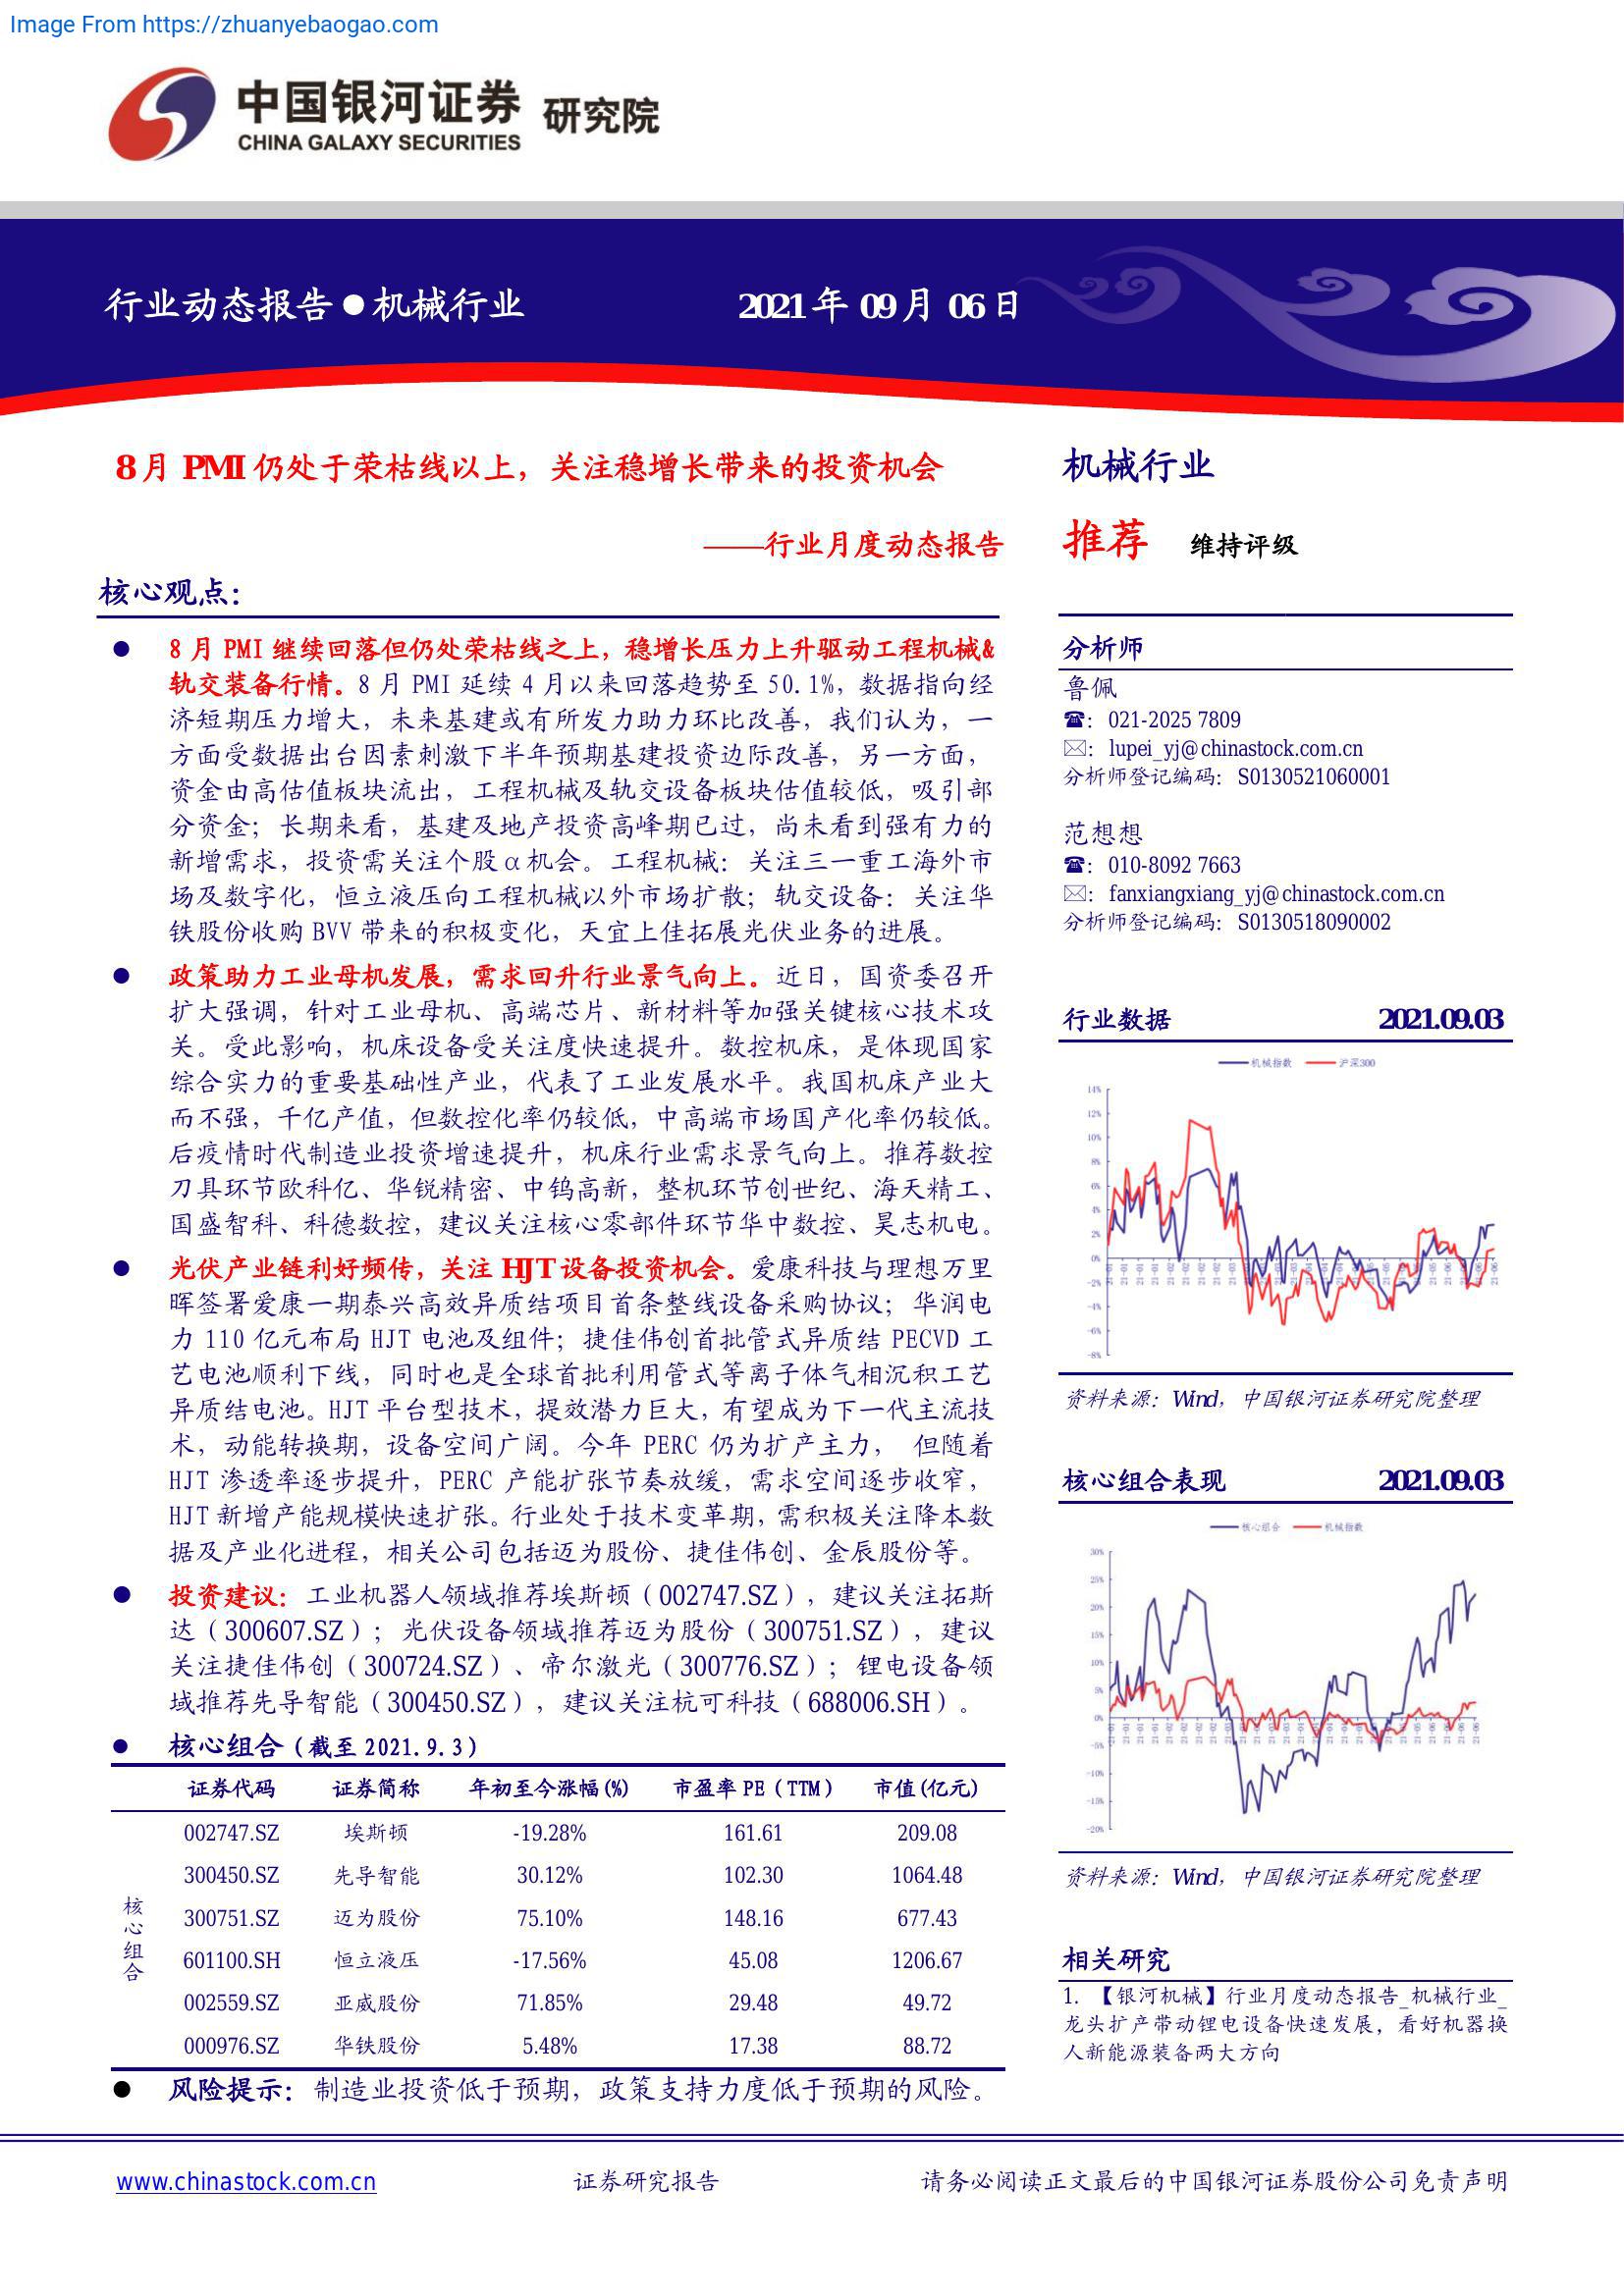 Image From https://zhuanyebaogao.com
中国银河证券 研究院
CHINA GALAXY SECURITIES
行业动态报告●机械行业 2021年09月06日
8月 PMI 仍处于荣枯线以上，关注稳增长带来的投资机会
——行业月度动态报告
核心观点：
● 8 月 PMI 继续回落但仍处荣枯线之上，稳增长压力上升驱动工程机械&
轨交装备行情。8 月 PMI 延续 4 月以来回落趋势至 50.1%，数据指向经
济短期压力增大，未来基建或有所发力助力环比改善，我们认为，一
方面受数据出台因素刺激下半年预期基建投资边际改善，另一方面，
资金由高估值板块流出，工程机械及轨交设备板块估值较低，吸引部
分资金；长期来看，基建及地产投资高峰期已过，尚未看到强有力的
新增需求，投资需关注个股α机会。工程机械：关注三一重工海外市
场及数字化，恒立液压向工程机械以外市场扩散；轨交设备：关注华
铁股份收购 BVV 带来的积极变化，天宜上佳拓展光伏业务的进展。
● 政策助力工业母机发展，需求回升行业景气向上。近日，国资委召开
扩大强调，针对工业母机、高端芯片、新材料等加强关键核心技术攻
关。受此影响，机床设备受关注度快速提升。数控机床，是体现国家
综合实力的重要基础性产业，代表了工业发展水平。我国机床产业大
而不强，千亿产值，但数控化率仍较低，中高端市场国产化率仍较低。
后疫情时代制造业投资增速提升，机床行业需求景气向上。推荐数控
刀具环节欧科亿、华锐精密、中钨高新，整机环节创世纪、海天精工、
国盛智科、科德数控，建议关注核心零部件环节华中数控、昊志机电。
● 光伏产业链利好频传，关注 HJT 设备投资机会。爱康科技与理想万里
晖签署爱康一期泰兴高效异质结项目首条整线设备采购协议；华润电
力 110 亿元布局 HJT 电池及组件；捷佳伟创首批管式异质结 PECVD 工
艺电池顺利下线，同时也是全球首批利用管式等离子体气相沉积工艺
异质结电池。HJT 平台型技术，提效潜力巨大，有望成为下一代主流技
术，动能转换期，设备空间广阔。今年 PERC 仍为扩产主力， 但随着
HJT 渗透率逐步提升，PERC 产能扩张节奏放缓，需求空间逐步收窄，
HJT 新增产能规模快速扩张。行业处于技术变革期，需积极关注降本数
据及产业化进程，相关公司包括迈为股份、捷佳伟创、金辰股份等。
● 投资建议：工业机器人领域推荐埃斯顿（002747.SZ），建议关注拓斯
达（300607.SZ）；光伏设备领域推荐迈为股份（300751.SZ），建议
关注捷佳伟创（300724.SZ）、帝尔激光（300776.SZ）；锂电设备领
域推荐先导智能（300450.SZ），建议关注杭可科技（688006.SH）。
● 核心组合（截至 2021.9.3）
证券代码 证券简称 年初至今涨幅(%) 市盈率 PE（TTM） 市值(亿元)
核心组合
002747.SZ 埃斯顿 -19.28% 161.61 209.08
300450.SZ 先导智能 30.12% 102.30 1064.48
300751.SZ 迈为股份 75.10% 148.16 677.43
601100.SH 恒立液压 -17.56% 45.08 1206.67
002559.SZ 亚威股份 71.85% 29.48 49.72
000976.SZ 华铁股份 5.48% 17.38 88.72
● 风险提示：制造业投资低于预期，政策支持力度低于预期的风险。
机械行业
推荐 维持评级
分析师
鲁佩
☎：021-2025 7809
✉：lupei_yj@chinastock.com.cn
分析师登记编码：S0130521060001
范想想
☎：010-8092 7663
✉：fanxiangxiang_yj@chinastock.com.cn
分析师登记编码：S0130518090002
行业数据 2021.09.03
机械指数 沪深300
14%
12%
10%
8%
6%
4%
2%
0%
-2%
-4%
-6%
-8%
资料来源：Wind，中国银河证券研究院整理
核心组合表现 2021.09.03
核心组合 机械指数
30%
25%
20%
15%
10%
5%
0%
-5%
-10%
-15%
-20%
资料来源：Wind，中国银河证券研究院整理
相关研究
1. 【银河机械】行业月度动态报告_机械行业_
龙头扩产带动锂电设备快速发展，看好机器换
人新能源装备两大方向
www.chinastock.com.cn 证券研究报告 请务必阅读正文最后的中国银河证券股份公司免责声明